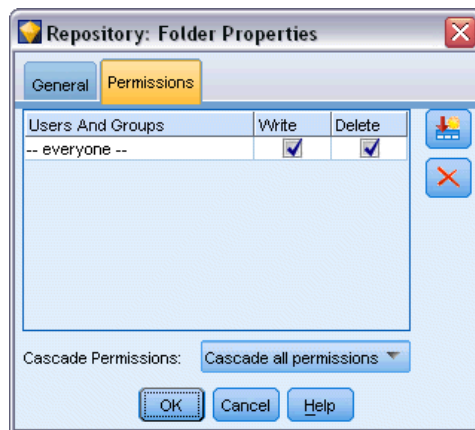 Repository: Folder Properties
General
Permissions
Users And Groups Write Delete
-- everyone --
Cascade Permissions: Cascade all permissions
OK Cancel Help